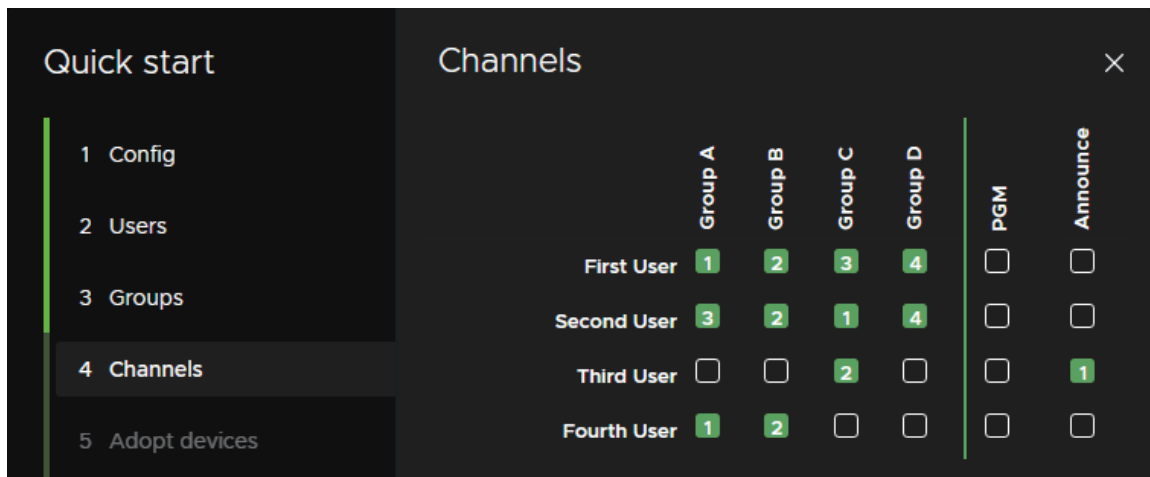 Quick start
1 Config
2 Users
3 Groups
4 Channels
5 Adopt devices
Channels
Group A
Group B
Group C
Group D
PGM
Announce
First User 1 2 3 4
Second User 3 2 1 4
Third User 2 1
Fourth User 1 2